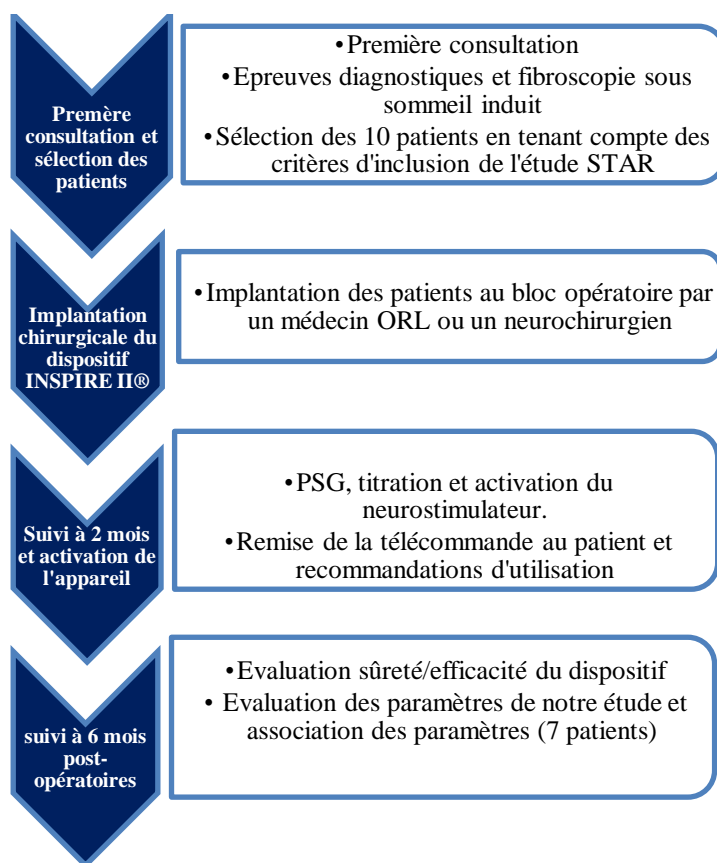 Premère
consultation et
sélection des
patients
•Première consultation
•Epreuves diagnostiques et fibroscopie sous
sommeil induit
•Sélection des 10 patients en tenant compte des
critères d'inclusion de l'étude STAR
Implantation
chirurgicale du
dispositif
INSPIRE II®
•Implantation des patients au bloc opératoire par
un médecin ORL ou un neurochirurgien
Suivi à 2 mois
et activation de
l'appareil
•PSG, titration et activation du
neurostimulateur.
•Remise de la télécommande au patient et
recommandations d'utilisation
suivi à 6 mois
post-
opératoires
•Evaluation sûreté/efficacité du dispositif
• Evaluation des paramètres de notre étude et
association des paramètres (7 patients)